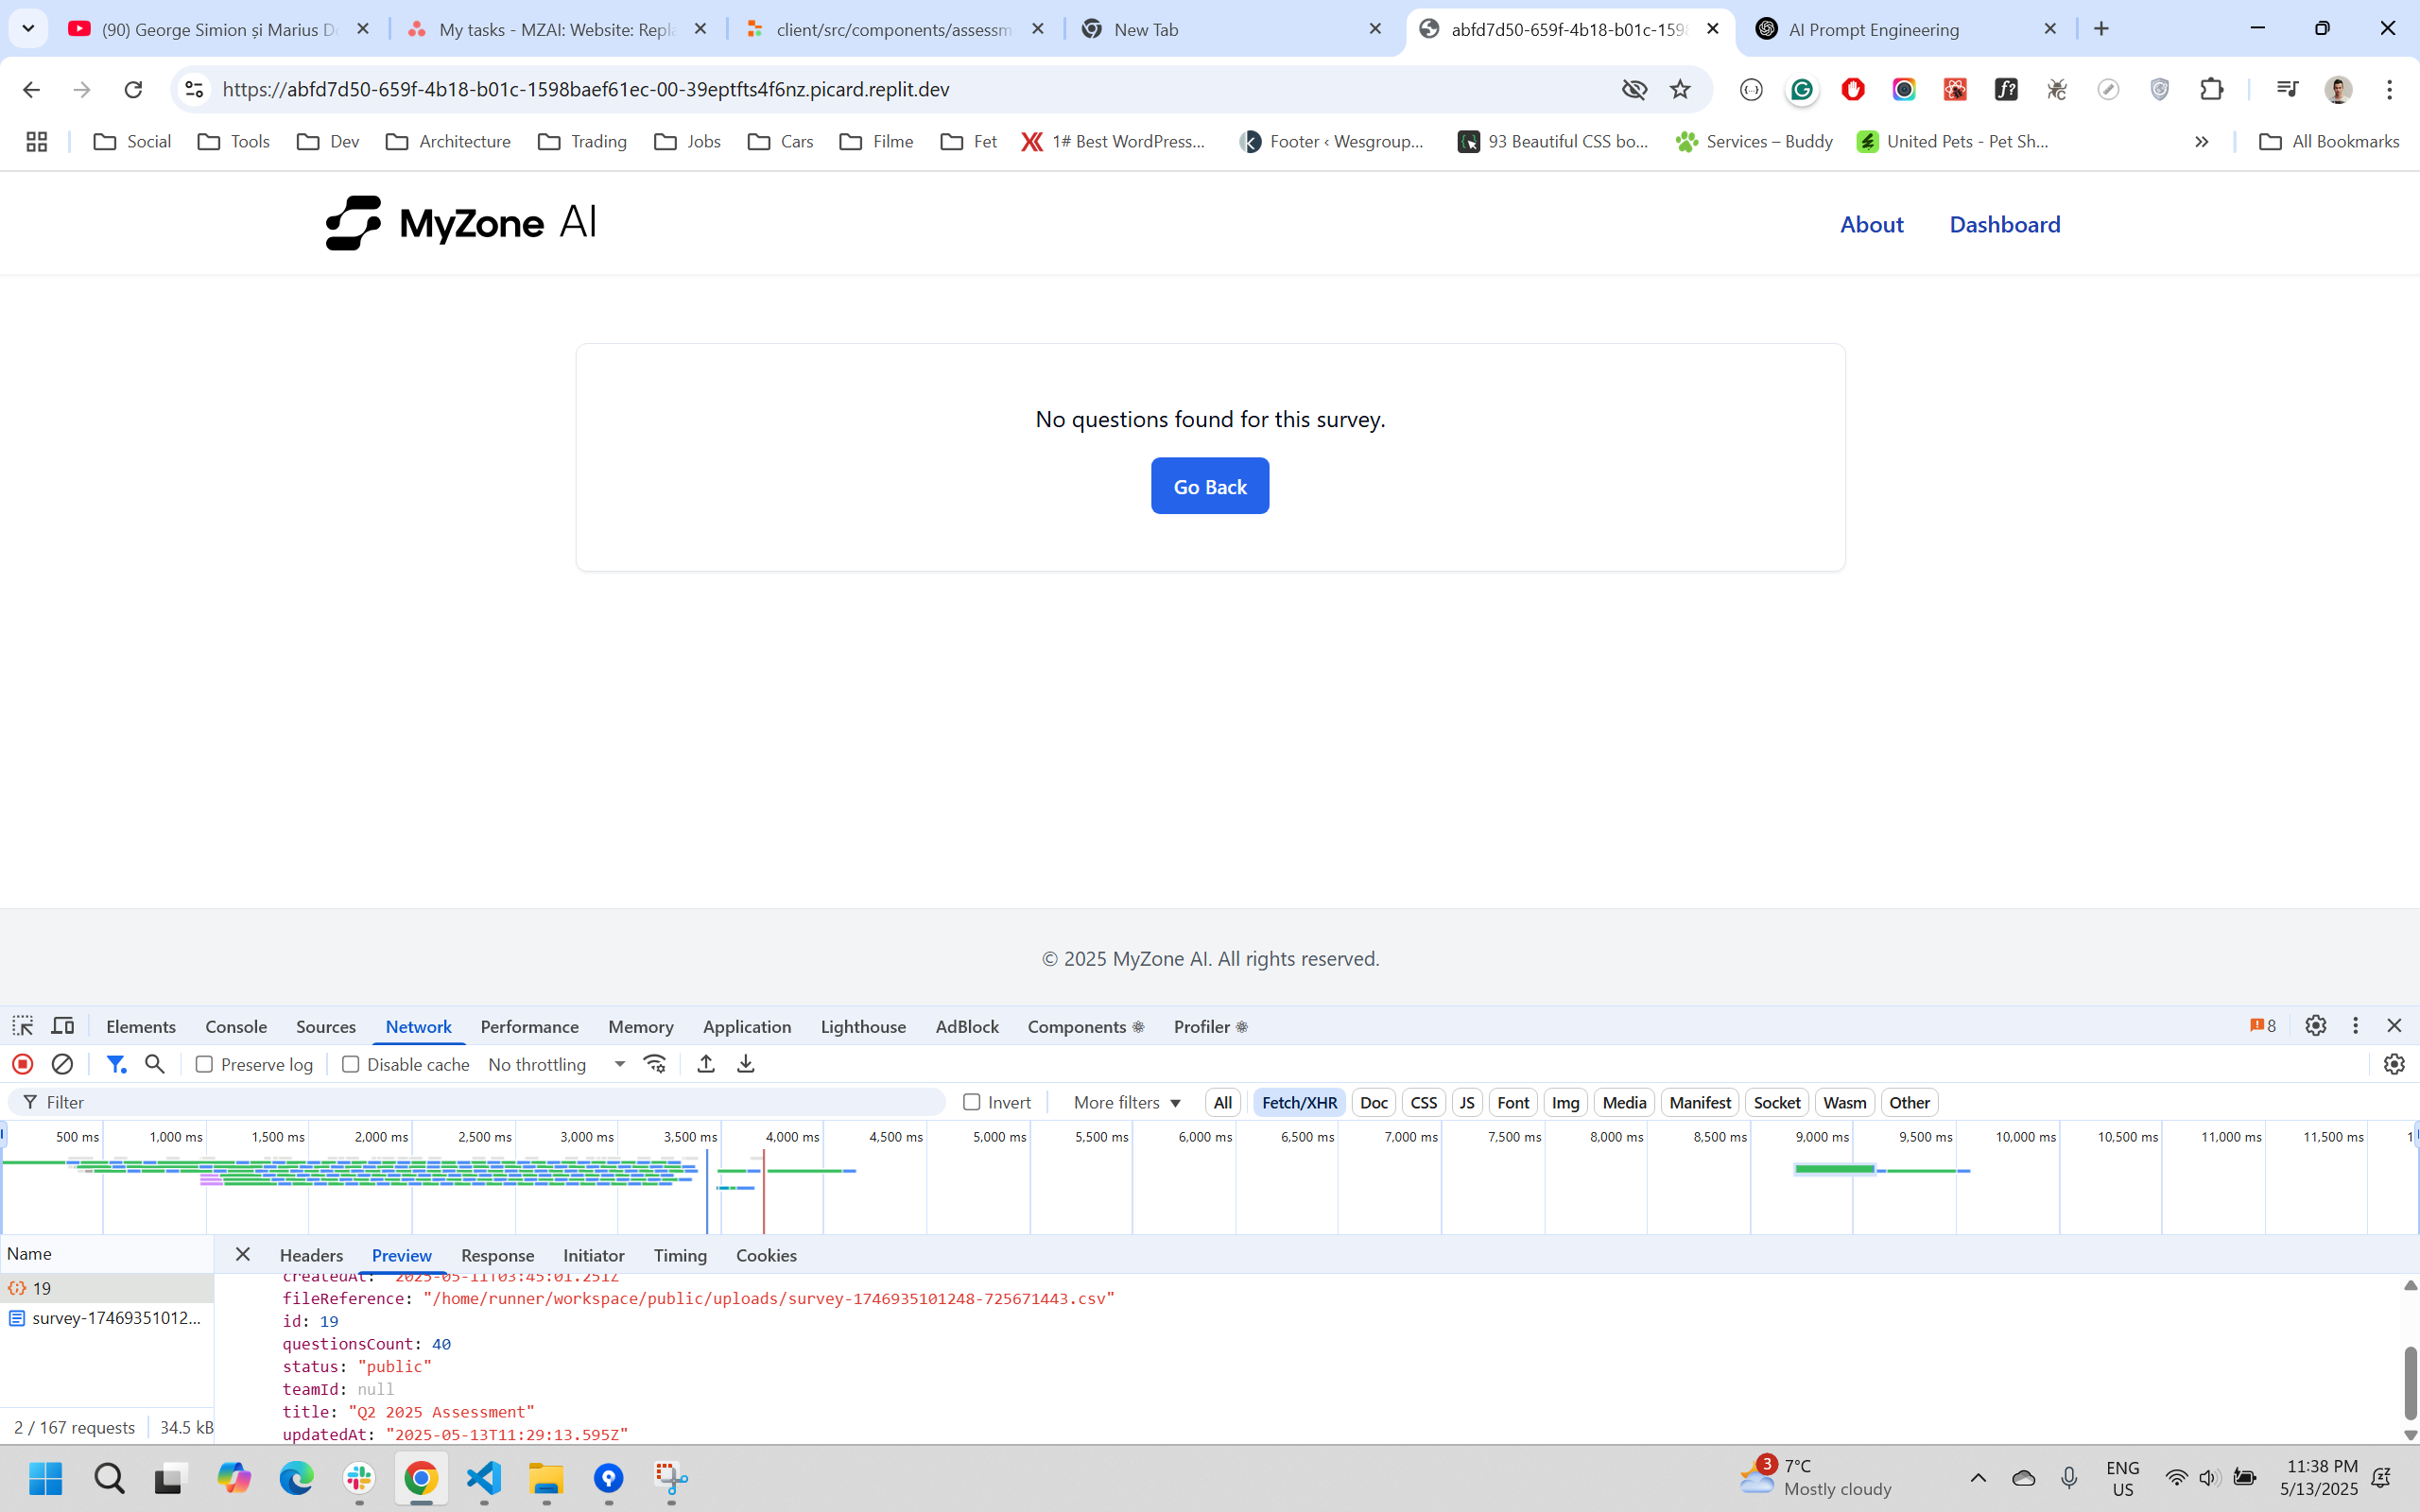 (90) George Simion și Marius D
My tasks - MZAI: Website: Repla
client/src/components/assessm
New Tab
abfd7d50-659f-4b18-b01c-159
AI Prompt Engineering
https://abfd7d50-659f-4b18-b01c-1598baef61ec-00-39eptfts4f6nz.picard.replit.dev
Social
Tools
Dev
Architecture
Trading
Jobs
Cars
Filme
Fet
1# Best WordPress...
Footer ‹ Wesgroup...
93 Beautiful CSS bo...
Services – Buddy
United Pets - Pet Sh...
»
All Bookmarks
MyZone AI
About
Dashboard
No questions found for this survey.
Go Back
© 2025 MyZone AI. All rights reserved.
Elements
Console
Sources
Network
Performance
Memory
Application
Lighthouse
AdBlock
Components
Profiler
8
Preserve log
Disable cache
No throttling
Filter
Invert
More filters
All
Fetch/XHR
Doc
CSS
JS
Font
Img
Media
Manifest
Socket
Wasm
Other
500 ms
1,000 ms
1,500 ms
2,000 ms
2,500 ms
3,000 ms
3,500 ms
4,000 ms
4,500 ms
5,000 ms
5,500 ms
6,000 ms
6,500 ms
7,000 ms
7,500 ms
8,000 ms
8,500 ms
9,000 ms
9,500 ms
10,000 ms
10,500 ms
11,000 ms
11,500 ms
Name
Headers
Preview
Response
Initiator
Timing
Cookies
19
survey-17469351012...
createdAt: "2025-05-11T03:45:01.251Z"
fileReference: "/home/runner/workspace/public/uploads/survey-1746935101248-725671443.csv"
id: 19
questionsCount: 40
status: "public"
teamId: null
title: "Q2 2025 Assessment"
updatedAt: "2025-05-13T11:29:13.595Z"
2 / 167 requests
34.5 kB
3
7°C
Mostly cloudy
ENG
US
11:38 PM
5/13/2025